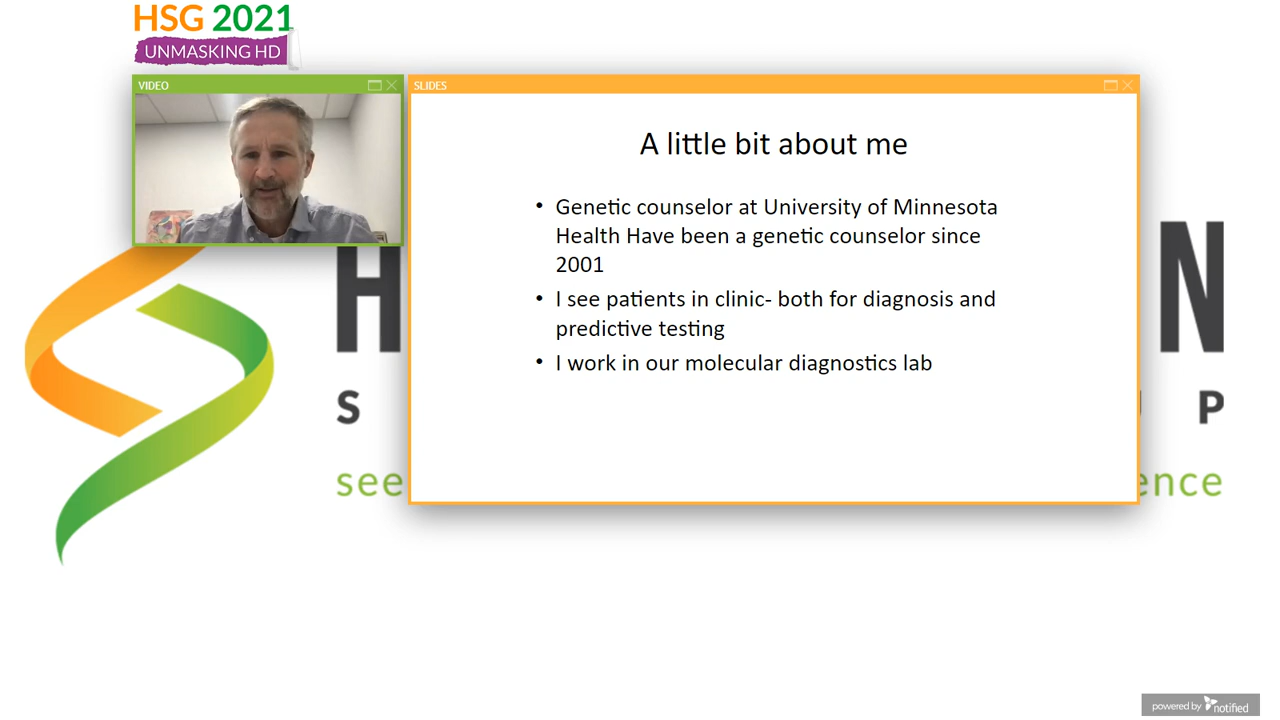 HSG 2021
UNMASKING HD
VIDEO
SLIDES
A little bit about me
• Genetic counselor at University of Minnesota
Health Have been a genetic counselor since
2001
• I see patients in clinic- both for diagnosis and
predictive testing
• I work in our molecular diagnostics lab
H
N
S
U P
see
ence
powered by notified